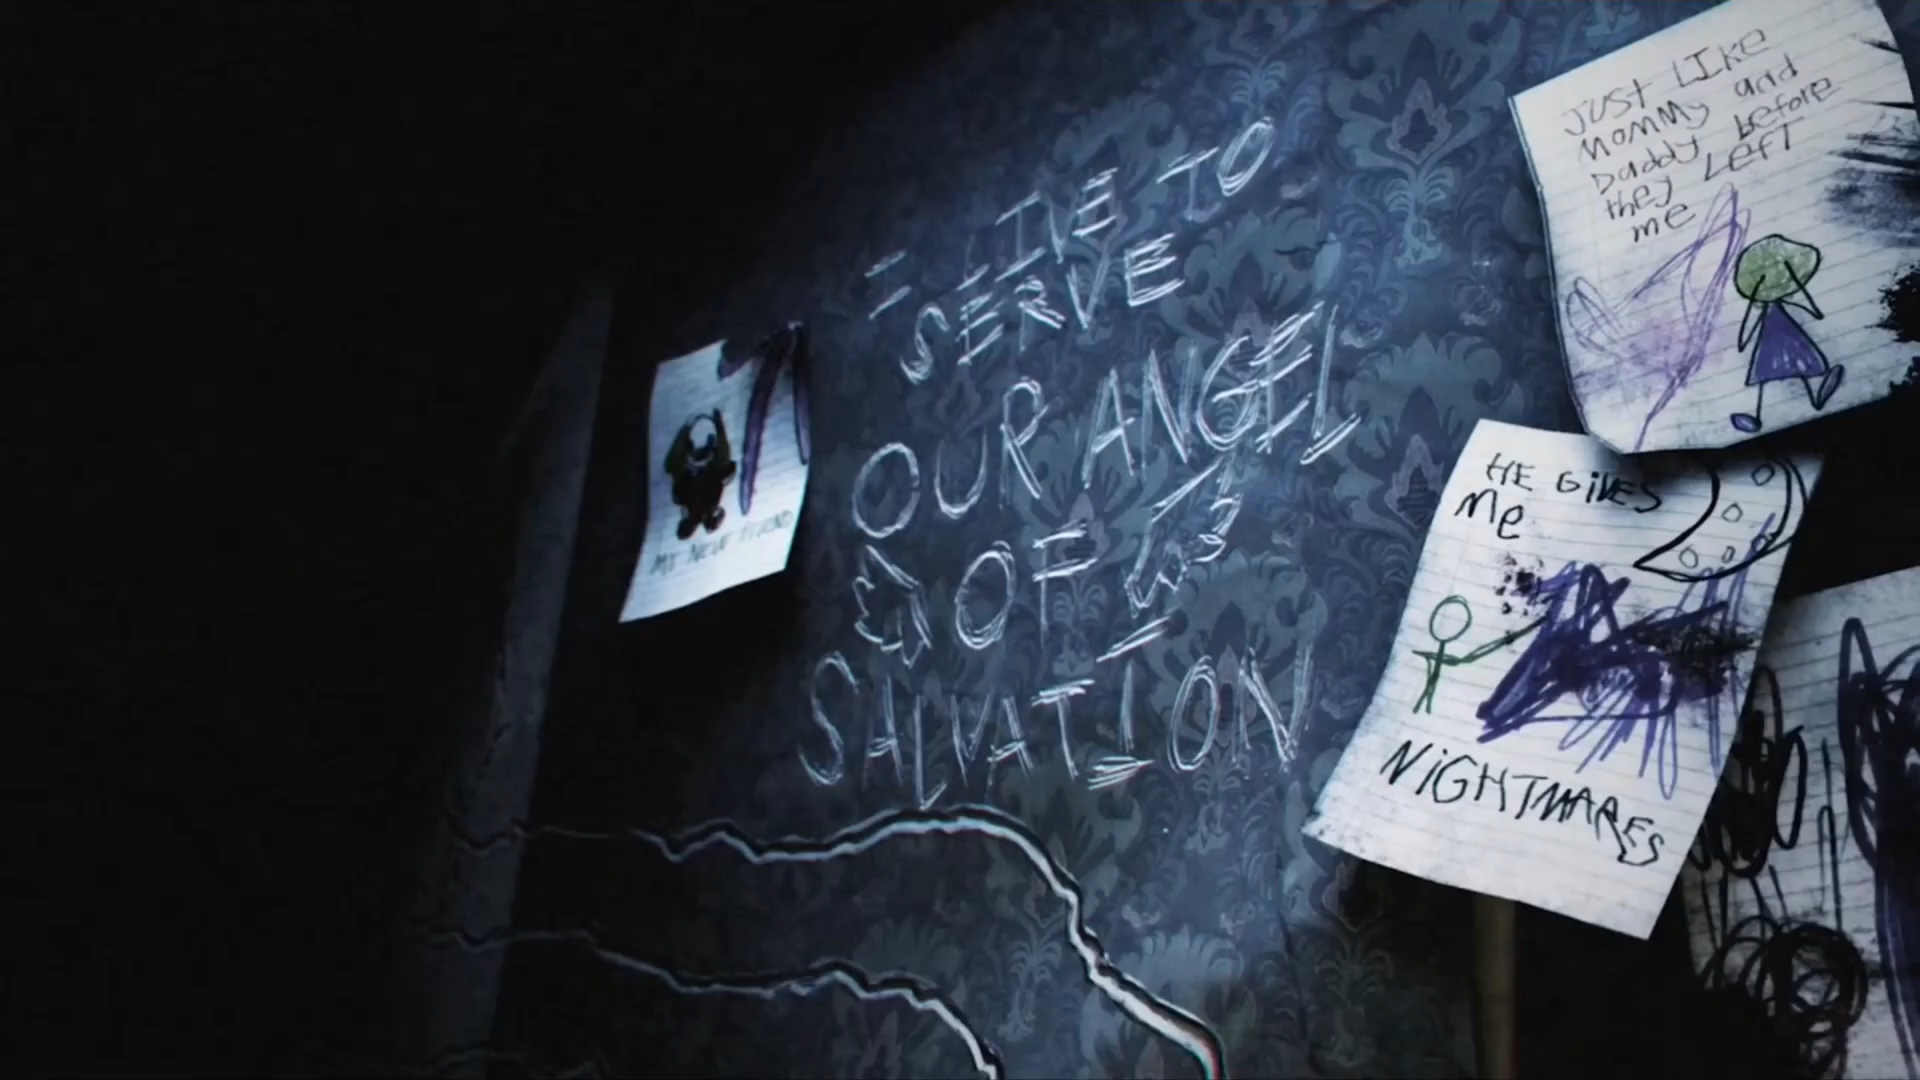 MY NEW FRIEND
I LIVE TO
SERVE
OUR ANGEL
OF
SALVATION
JUST LIKE
MOMMY and
DADDY before
they LEFT
me
HE GiVES
Me
NiGHTMARES